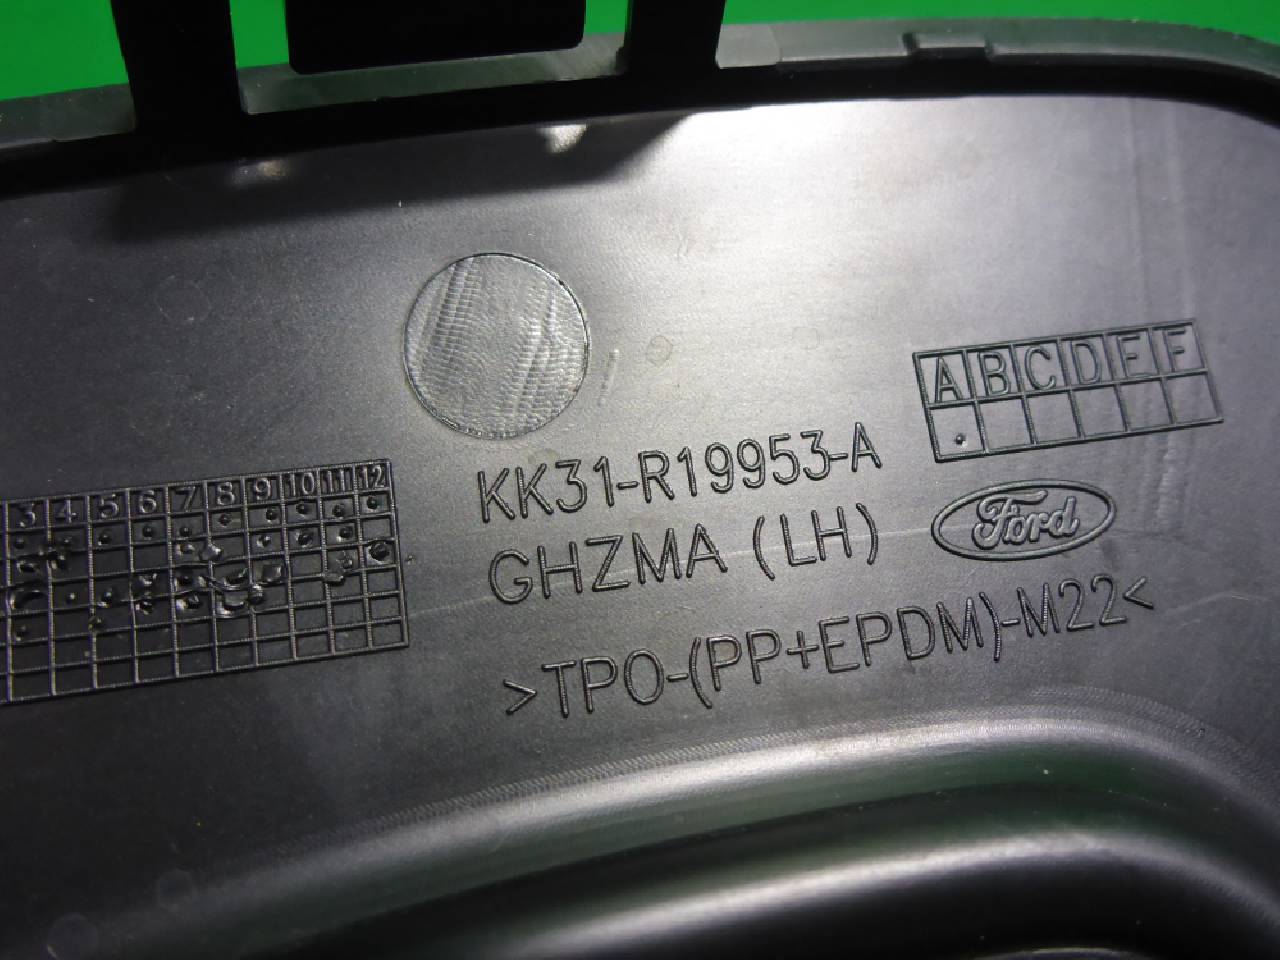 A B C D E F
KK31-R19953-A
3 4 5 6 7 8 9 10 11 12
GHZMA (LH)
Ford
>TPO-(PP+EPDM)-M22<